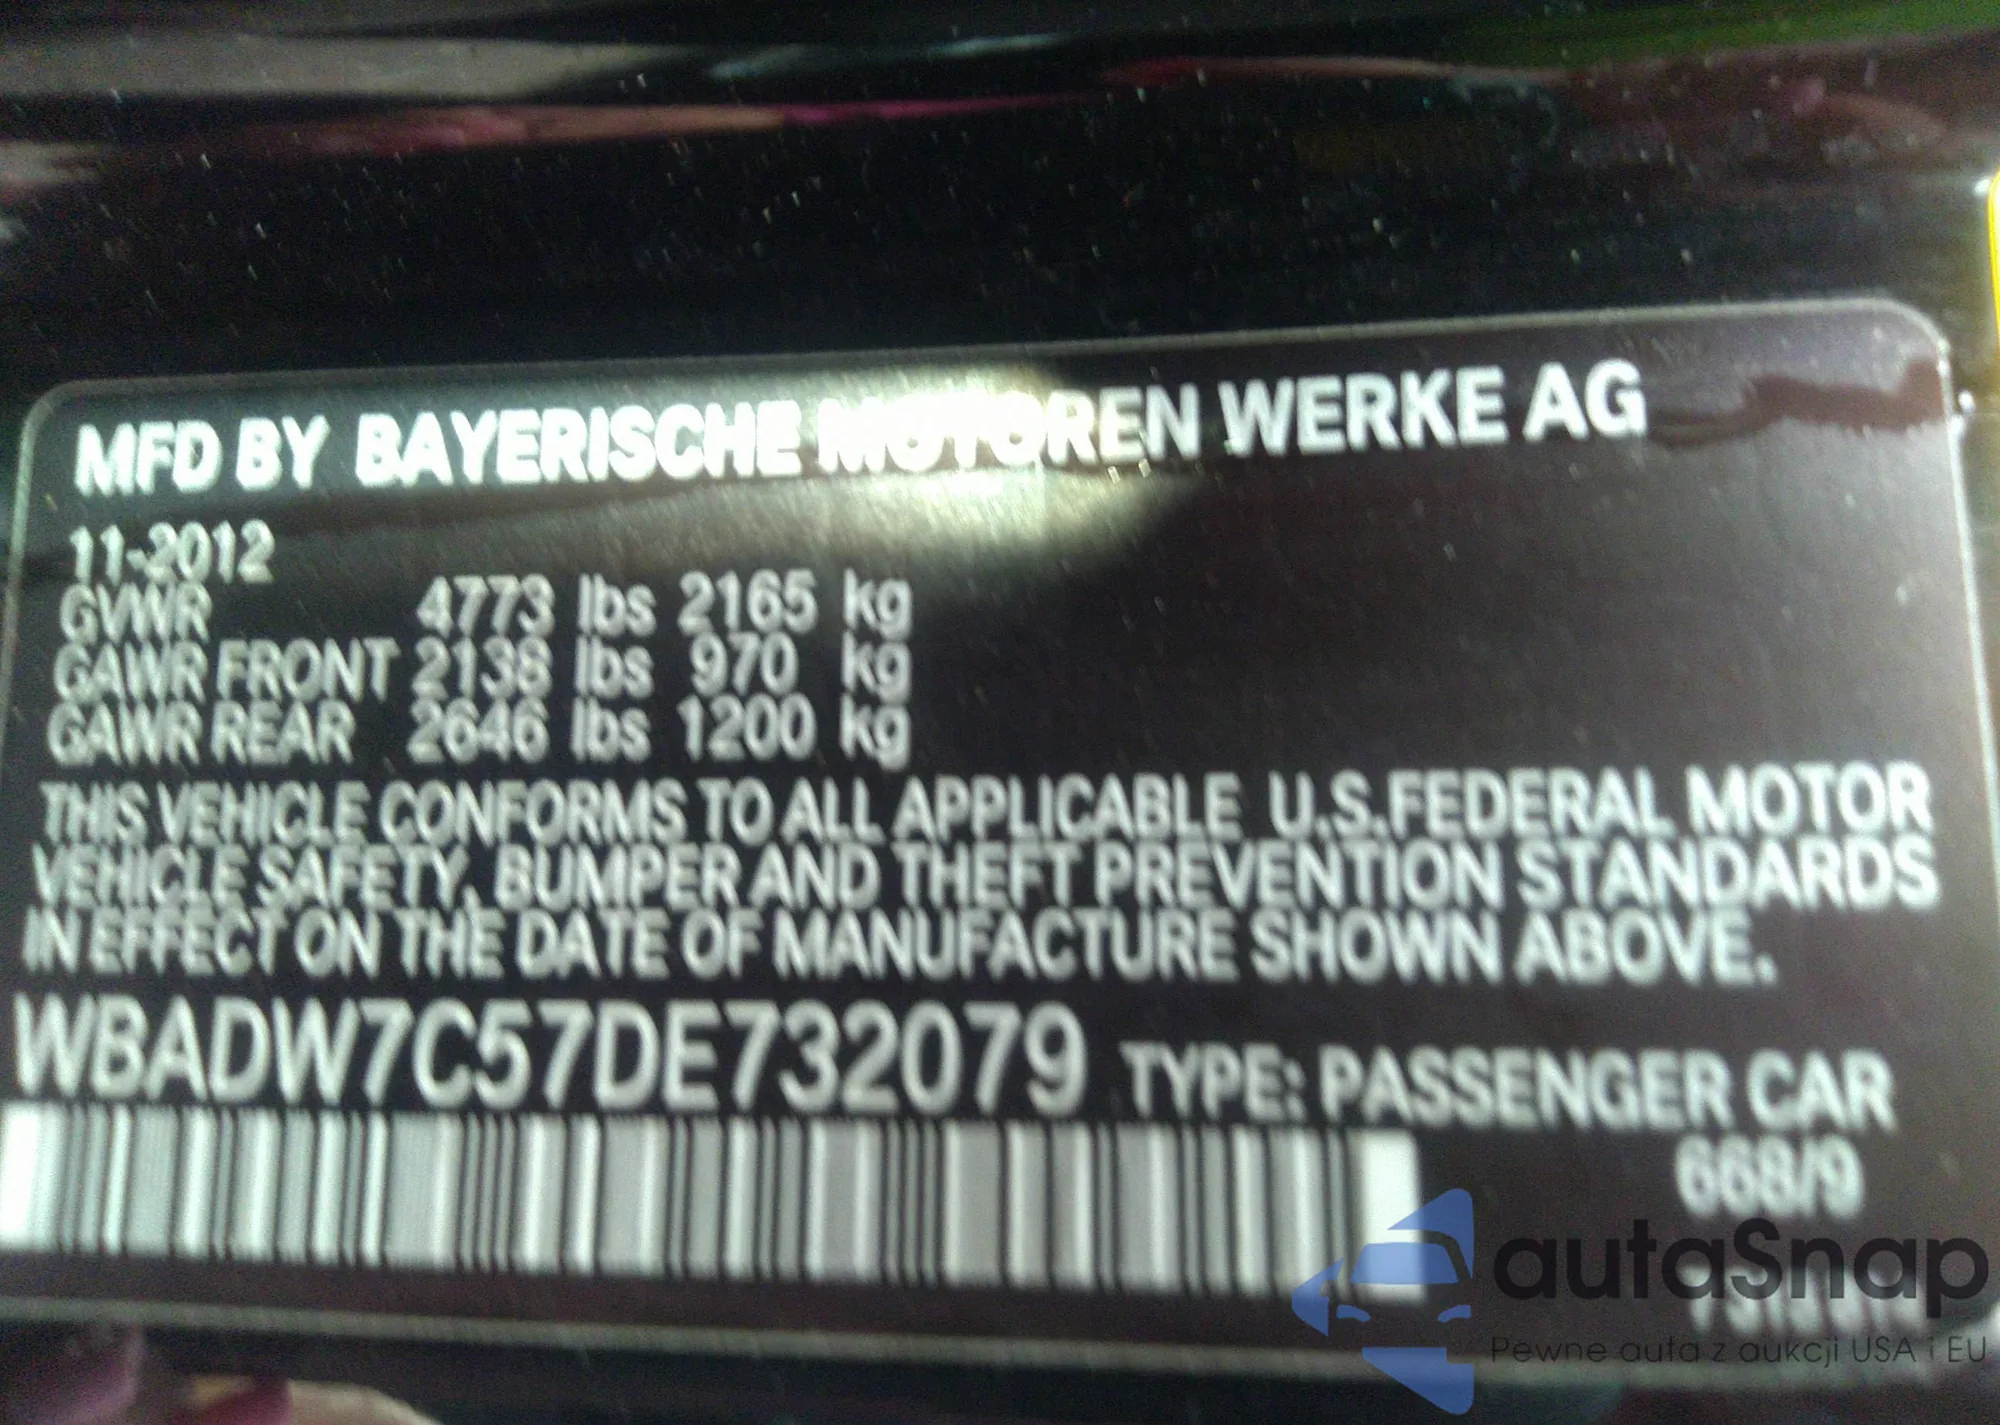 MFD BY BAYERISCHE MOTOREN WERKE AG
11-2012
GVWR 4773 lbs 2165 kg
GAWR FRONT 2138 lbs 970 kg
GAWR REAR 2646 lbs 1200 kg
THIS VEHICLE CONFORMS TO ALL APPLICABLE U.S.FEDERAL MOTOR
VEHICLE SAFETY, BUMPER AND THEFT PREVENTION STANDARDS
IN EFFECT ON THE DATE OF MANUFACTURE SHOWN ABOVE.
WBADW7C57DE732079 TYPE: PASSENGER CAR
668/9
autaSnap
Pewne auta z aukcji USA i EU